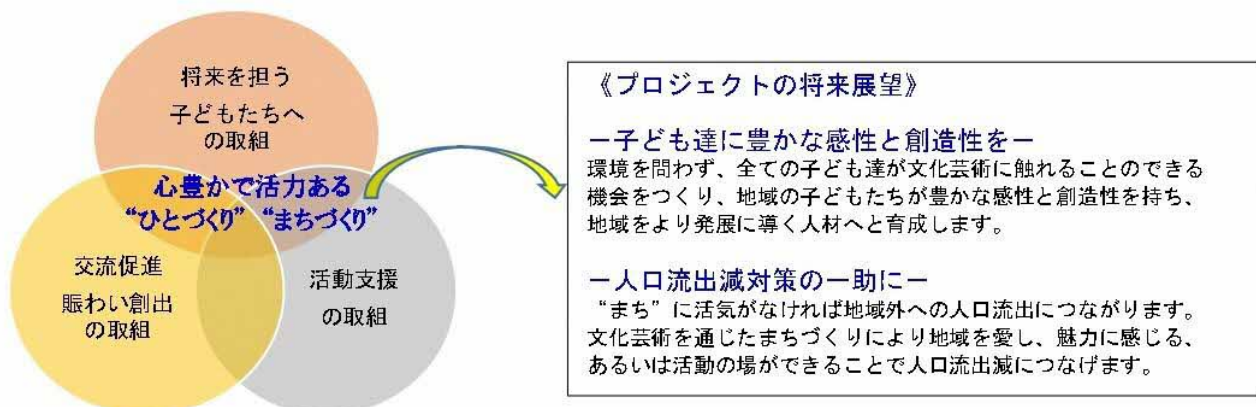 将来を担う
子どもたちへ
の取組
心豊かで活力ある
“ひとづくり” “まちづくり”
交流促進
賑わい創出
の取組
活動支援
の取組
《プロジェクトの将来展望》
－子ども達に豊かな感性と創造性を－
環境を問わず、全ての子ども達が文化芸術に触れることのできる
機会をつくり、地域の子どもたちが豊かな感性と創造性を持ち、
地域をより発展に導く人材へと育成します。
－人口流出減対策の一助に－
“まち”に活気がなければ地域外への人口流出につながります。
文化芸術を通じたまちづくりにより地域を愛し、魅力に感じる、
あるいは活動の場ができることで人口流出減につなげます。